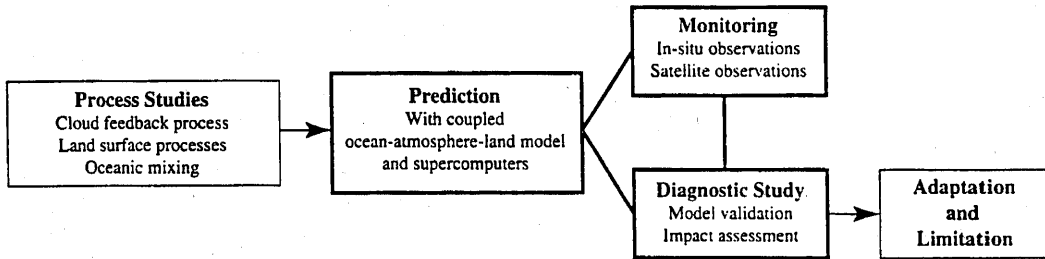 Process Studies
Cloud feedback process
Land surface processes
Oceanic mixing
Prediction
With coupled
ocean-atmosphere-land model
and supercomputers
Monitoring
In-situ observations
Satellite observations
Diagnostic Study
Model validation
Impact assessment
Adaptation
and
Limitation